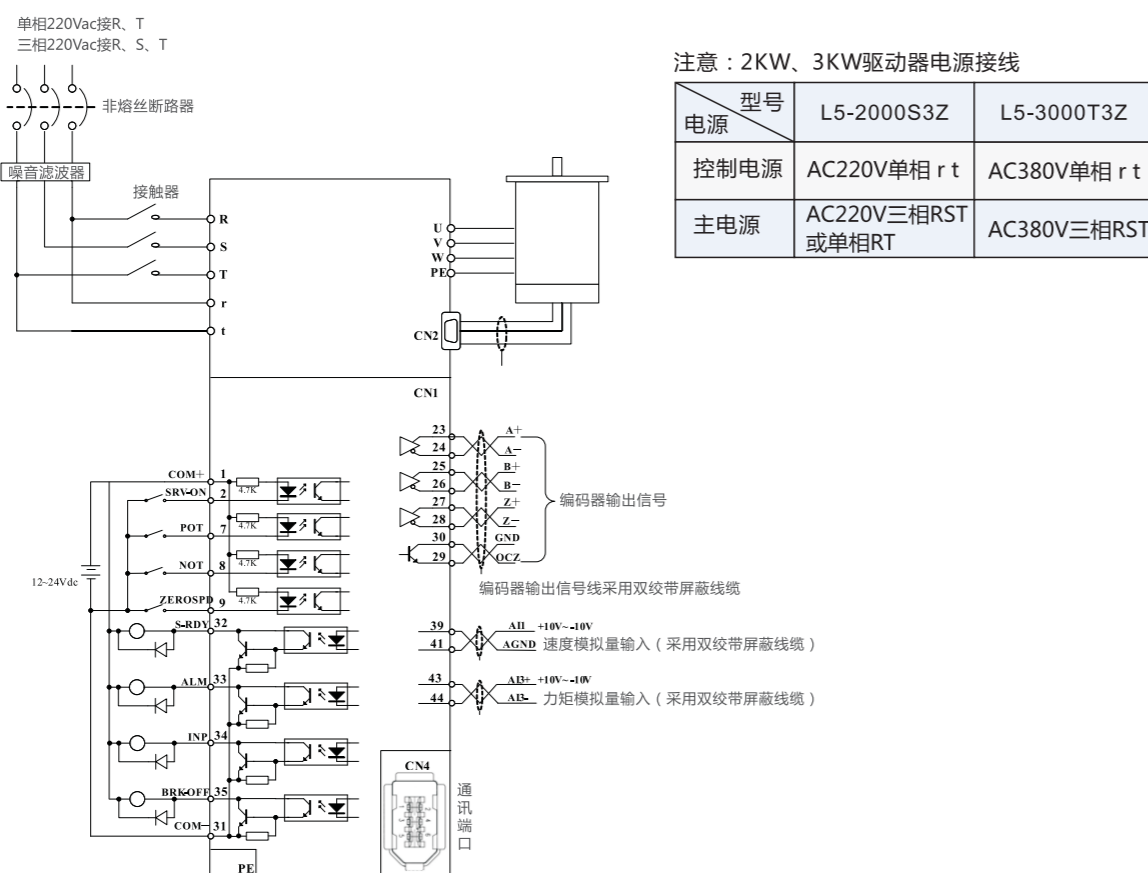 单相220Vac接R、T
三相220Vac接R、S、T
非熔丝断路器
噪音滤波器
接触器
R
S
T
r
t
U
V
W
PE
CN2
注意：2KW、3KW驱动器电源接线
型号
电源
L5-2000S3Z
L5-3000T3Z
控制电源
AC220V单相 r t
AC380V单相 r t
主电源
AC220V三相RST
或单相RT
AC380V三相RST
CN1
COM+ 1
SRV-ON 2
4.7K
POT 7
4.7K
NOT 8
4.7K
ZEROSPD 9
4.7K
12~24Vdc
S-RDY 32
ALM 33
INP 34
BRK-OFF 35
COM- 31
PE
23 A+
24 A-
25 B+
26 B-
27 Z+
28 Z-
30 GND
29 OCZ
编码器输出信号
编码器输出信号线采用双绞带屏蔽线缆
39 AI1 +10V~-10V
41 AGND 速度模拟量输入（采用双绞带屏蔽线缆）
43 AI3+ +10V~-10V
44 AI3- 力矩模拟量输入（采用双绞带屏蔽线缆）
CN4
通
讯
端
口